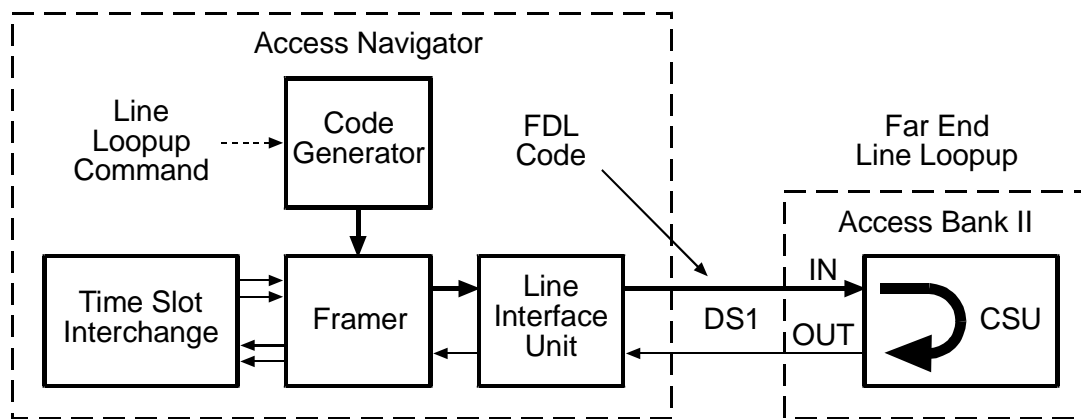 Access Navigator
Line
Loopup
Command
Code
Generator
FDL
Code
Far End
Line Loopup
Access Bank II
Time Slot
Interchange
Framer
Line
Interface
Unit
DS1
IN
OUT
CSU